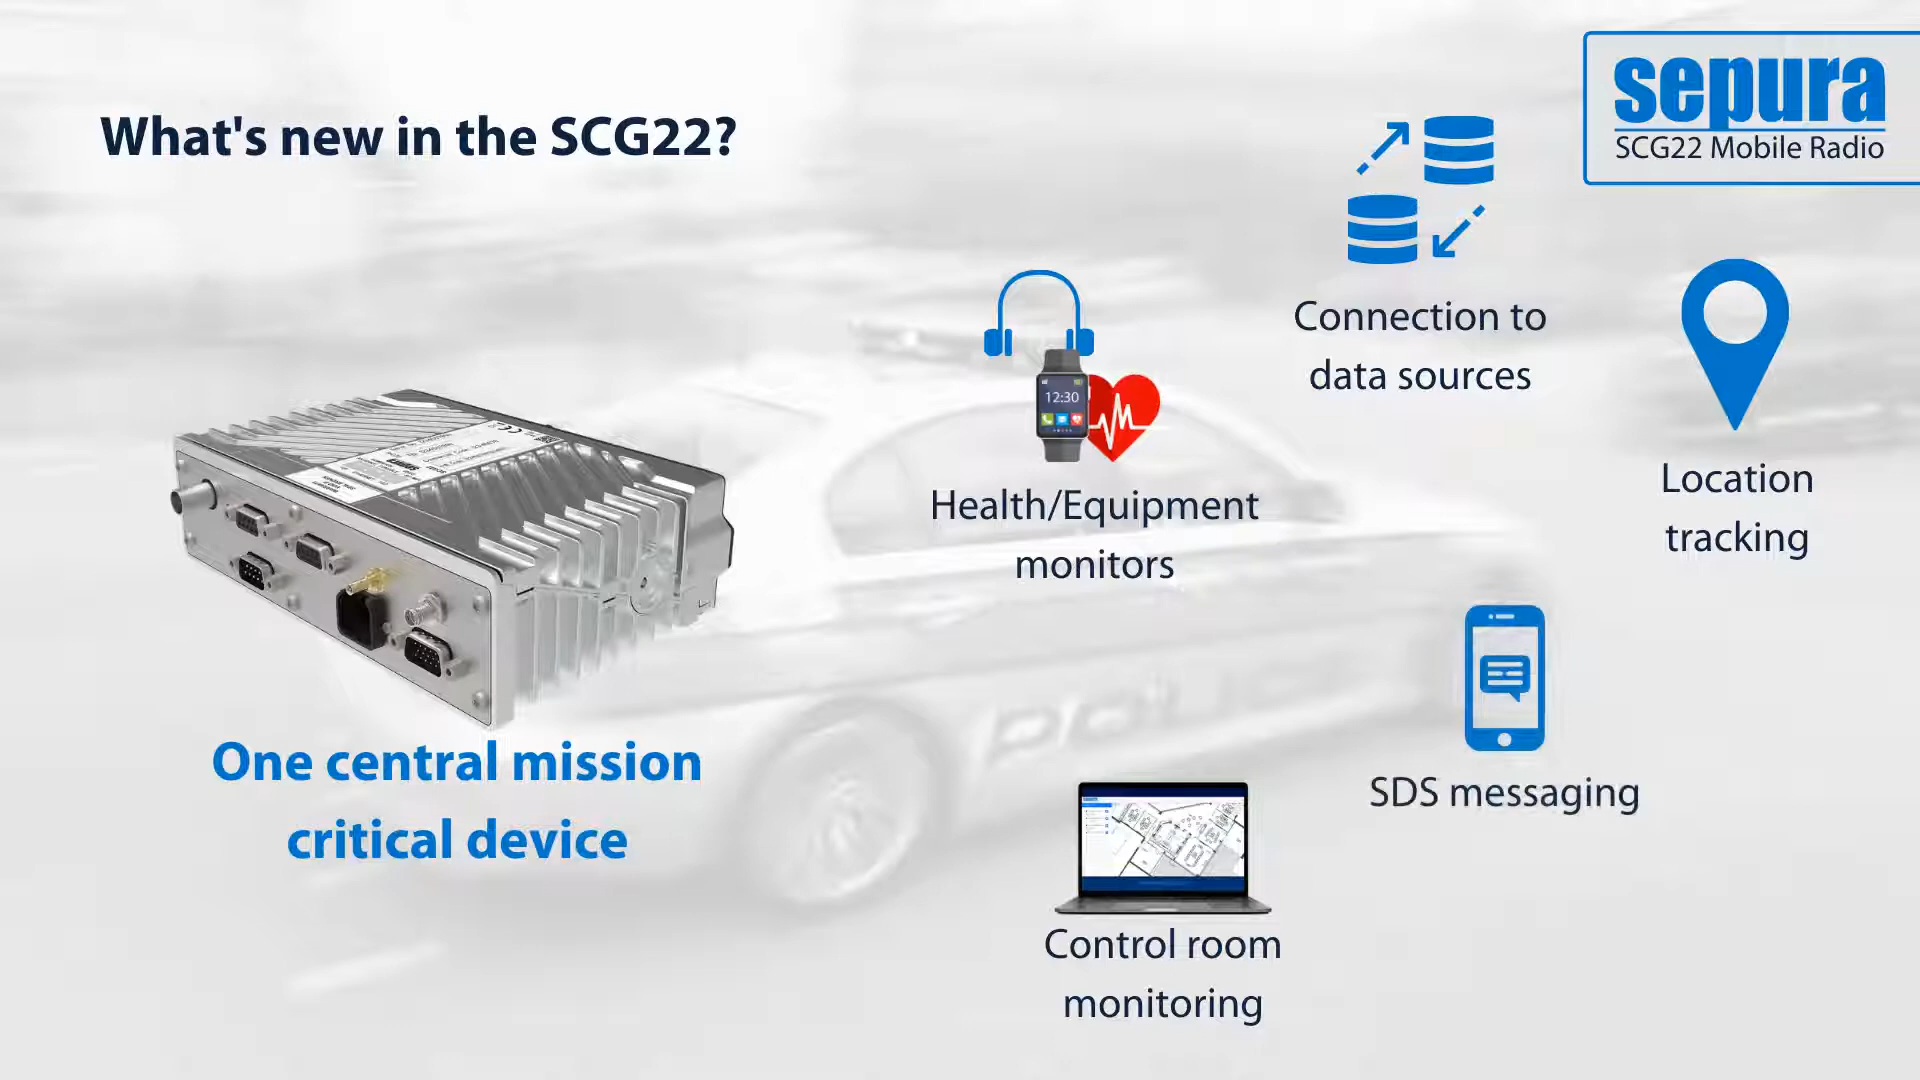 What's new in the SCG22?
sepura
SCG22 Mobile Radio
Connection to
data sources
12:30
Health/Equipment
monitors
Location
tracking
One central mission
critical device
SDS messaging
Control room
monitoring
POLICE